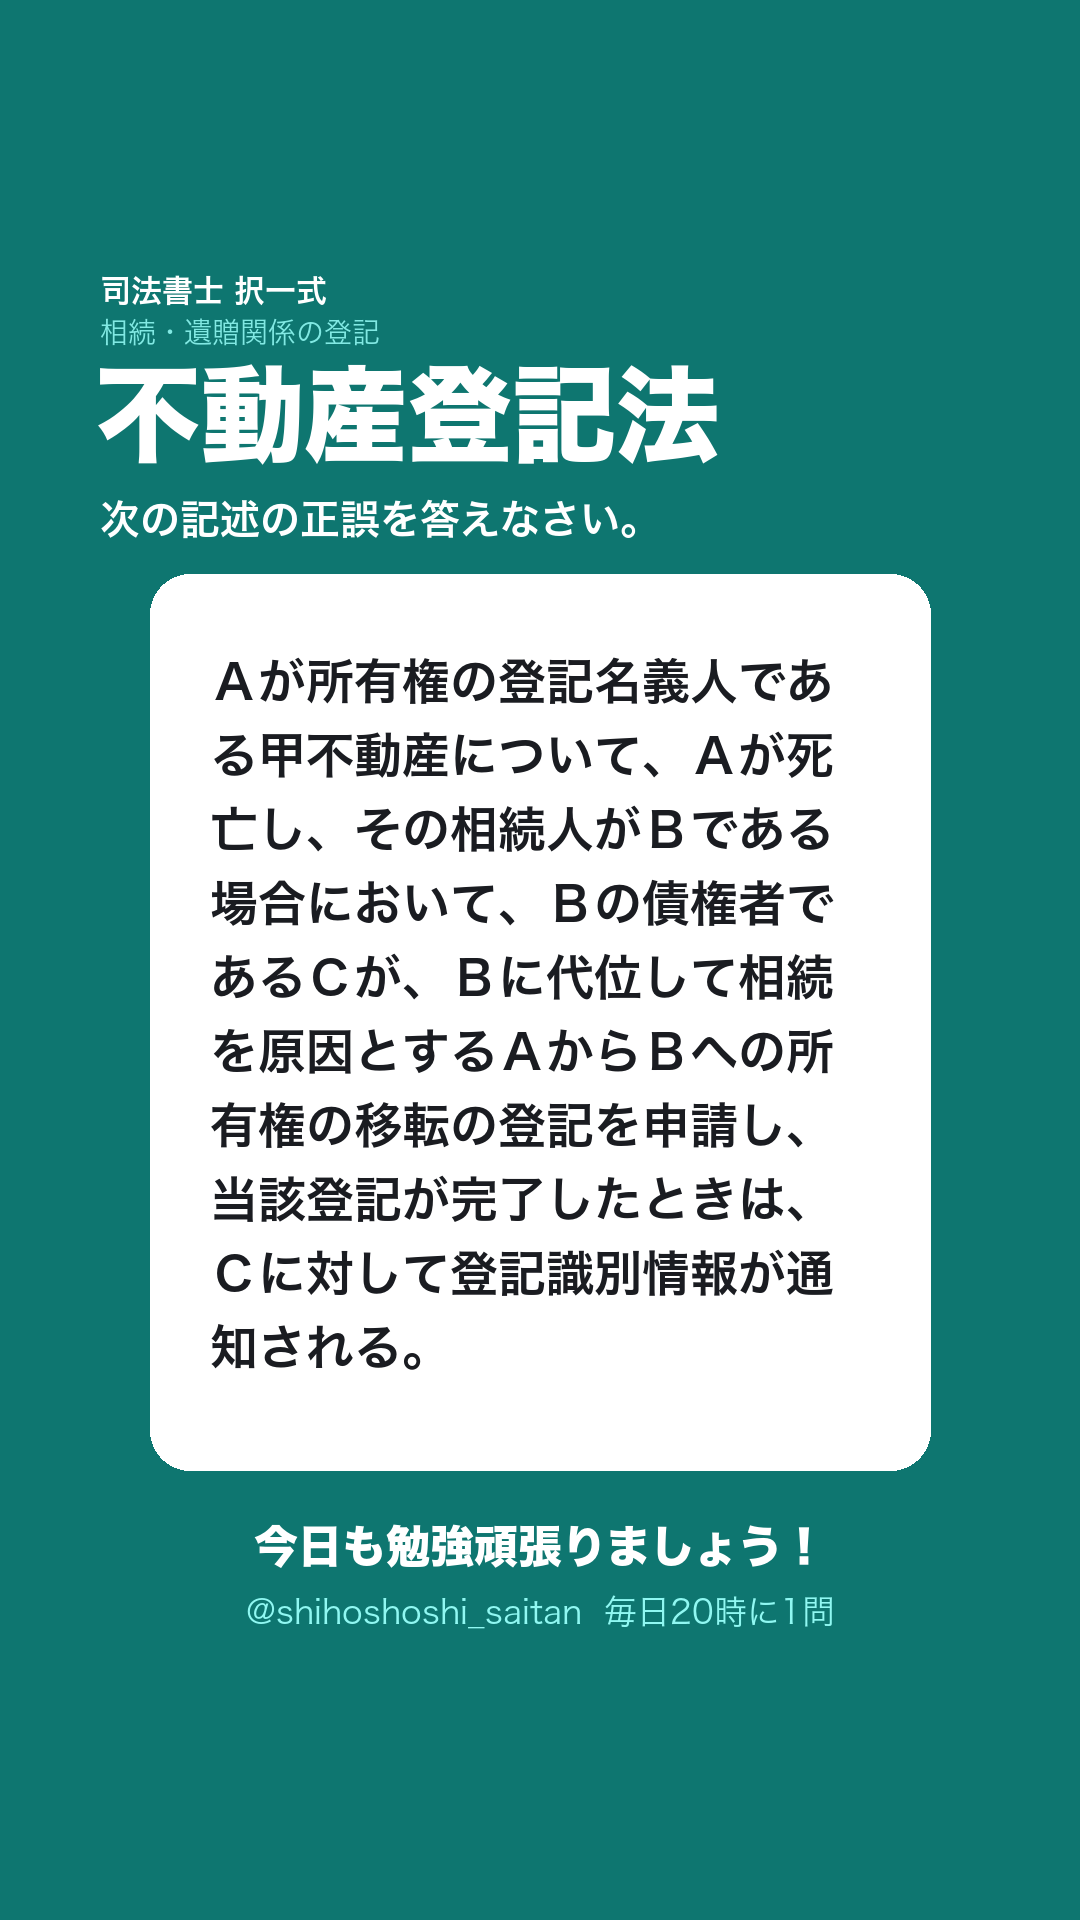 司法書士 択一式
相続・遺贈関係の登記
不動産登記法
次の記述の正誤を答えなさい。
Ａが所有権の登記名義人であ
る甲不動産について、Ａが死
亡し、その相続人がＢである
場合において、Ｂの債権者で
あるＣが、Ｂに代位して相続
を原因とするＡからＢへの所
有権の移転の登記を申請し、
当該登記が完了したときは、
Ｃに対して登記識別情報が通
知される。
今日も勉強頑張りましょう！
@shihoshoshi_saitan 毎日20時に1問